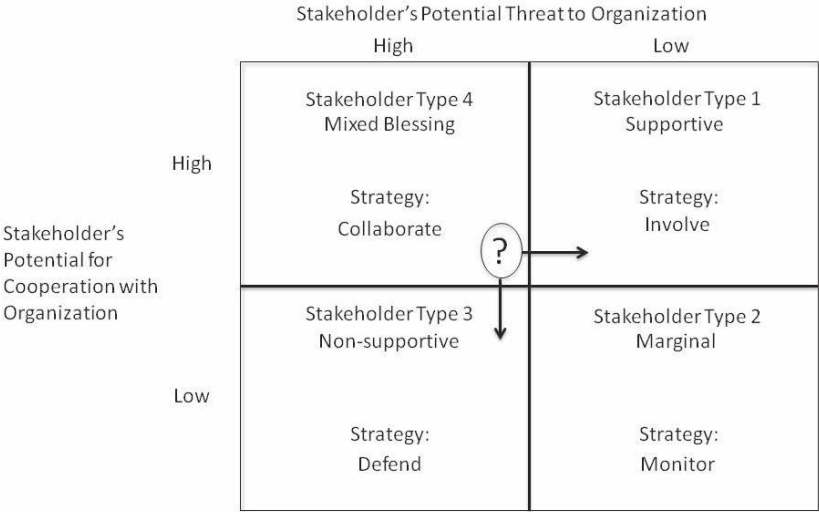 Stakeholder's Potential Threat to Organization
High
Low
Stakeholder Type 4
Mixed Blessing
Strategy:
Collaborate
Stakeholder Type 1
Supportive
Strategy:
Involve
High
?
Stakeholder's
Potential for
Cooperation with
Organization
Stakeholder Type 3
Non-supportive
Strategy:
Defend
Stakeholder Type 2
Marginal
Strategy:
Monitor
Low